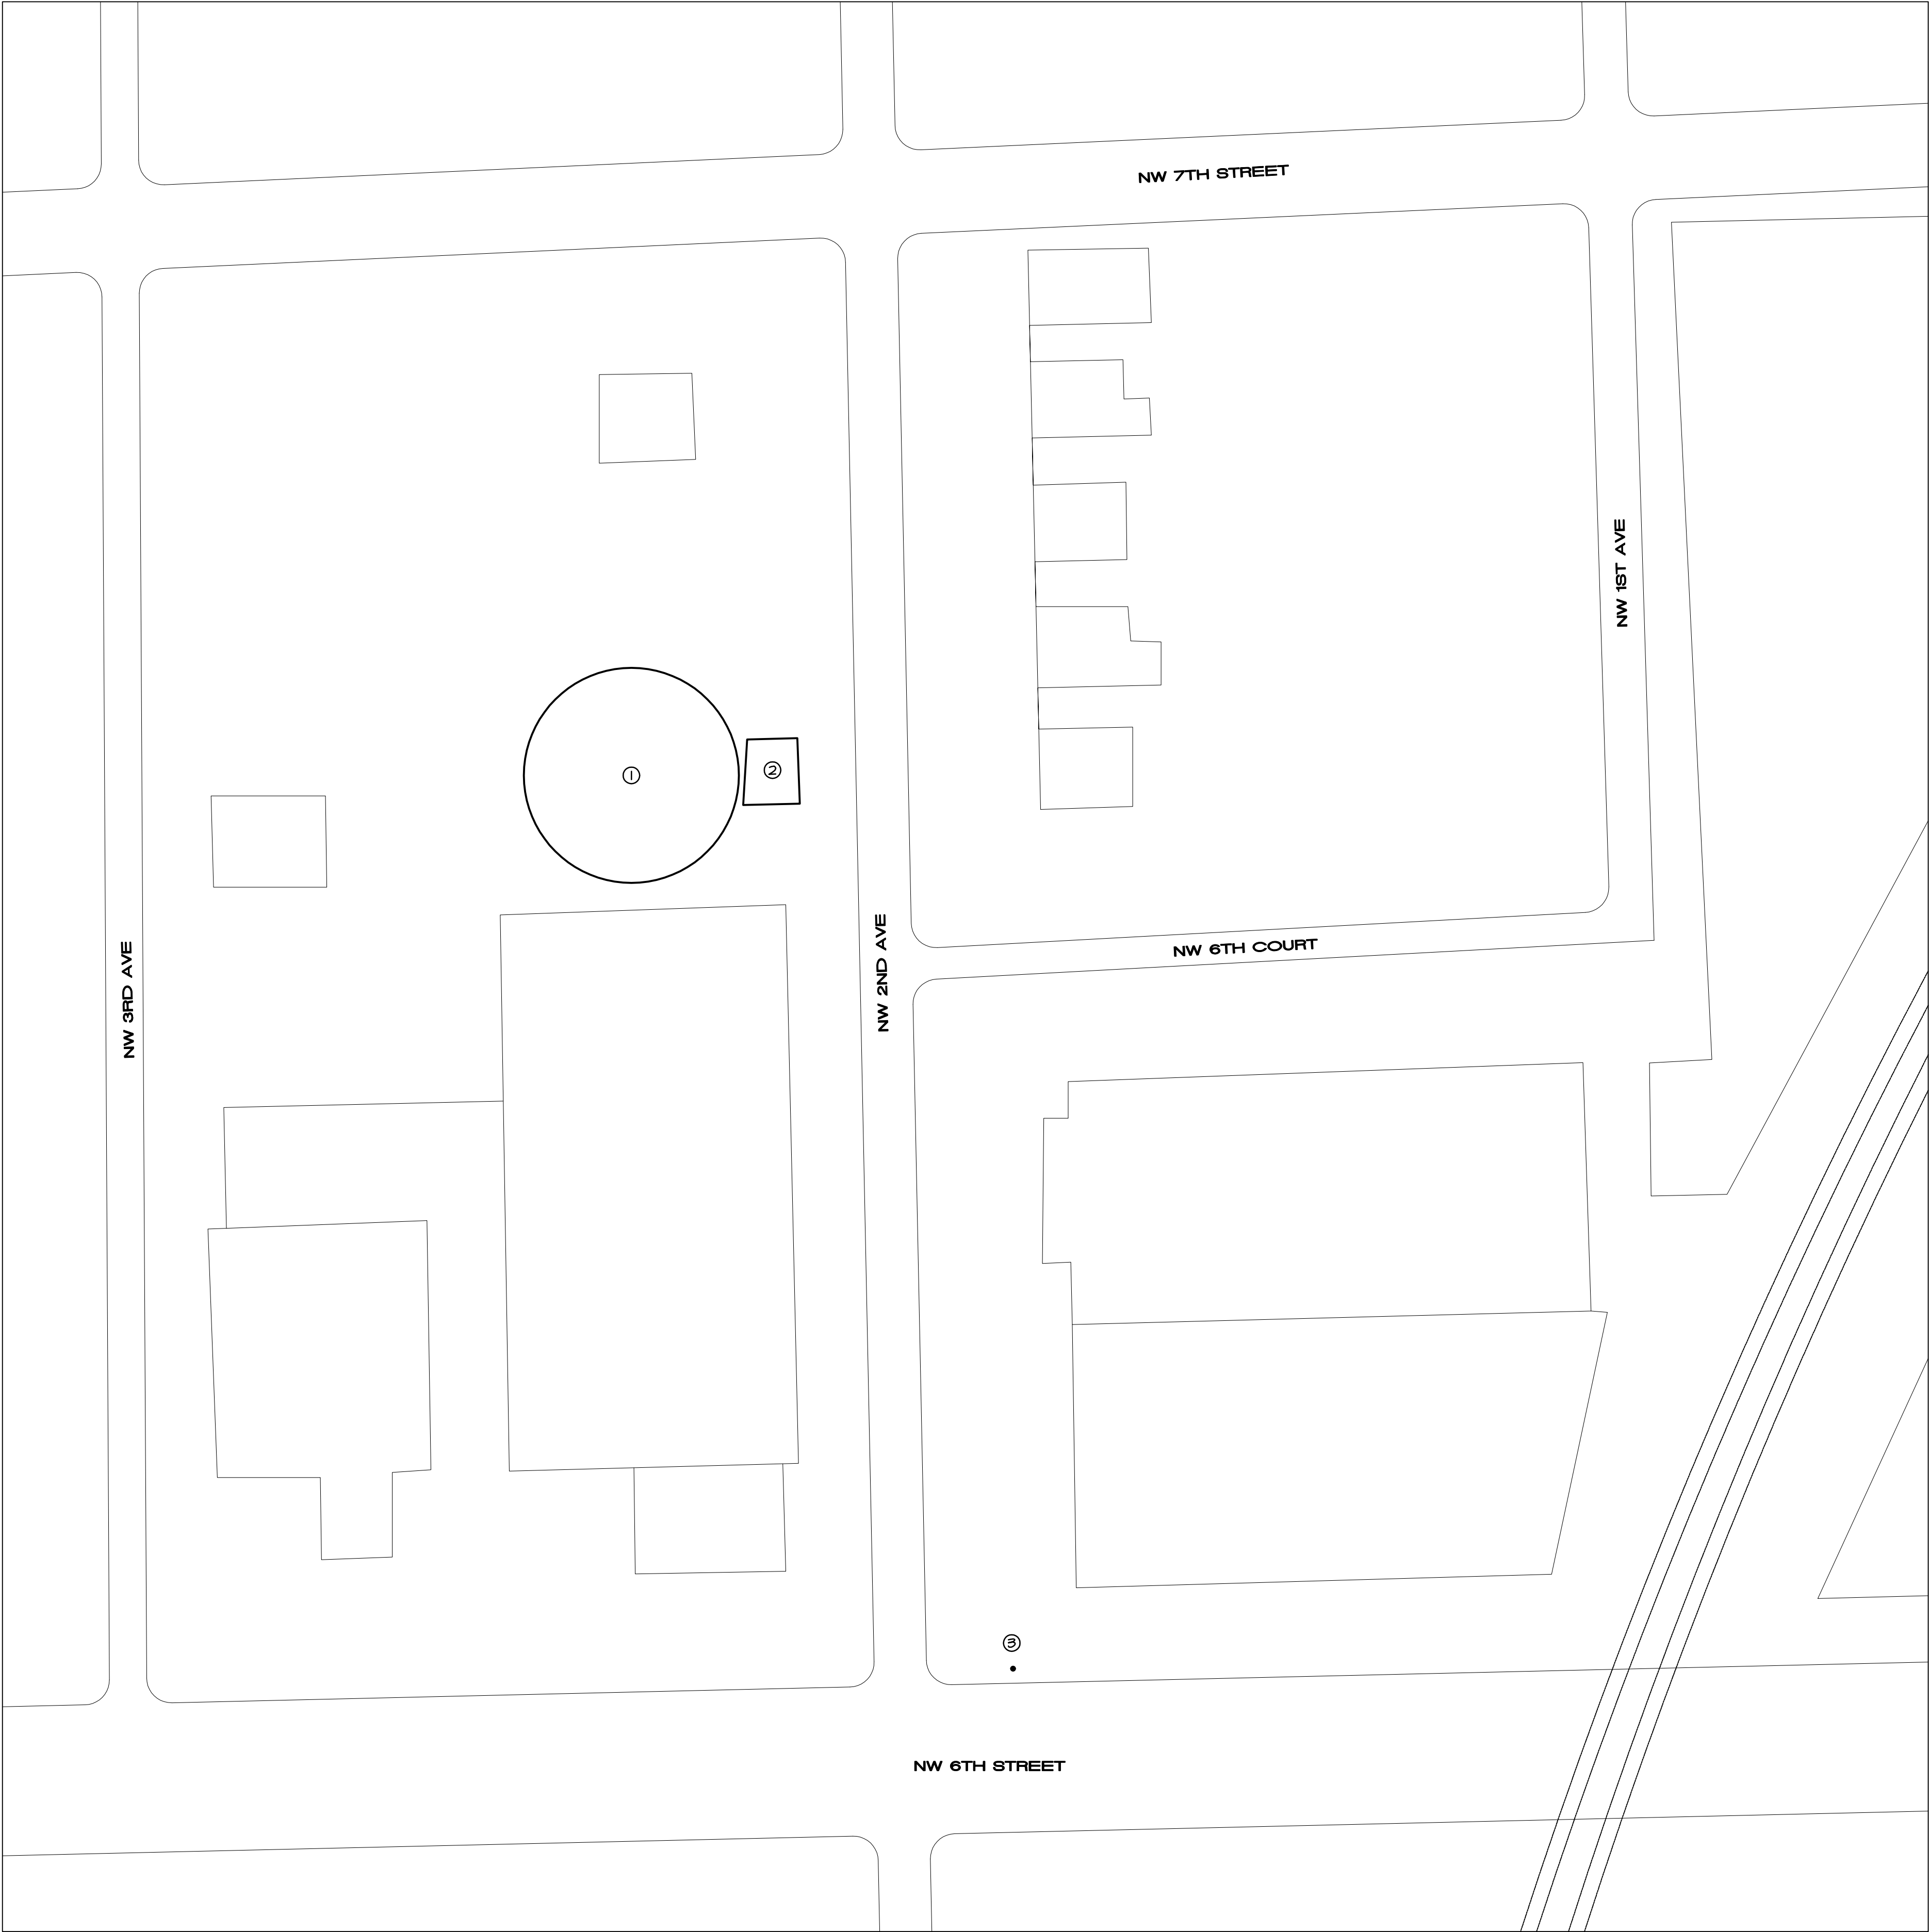 NW 7TH STREET
NW 1ST AVE
1
2
NW 3RD AVE
NW 2ND AVE
NW 6TH COURT
3
NW 6TH STREET